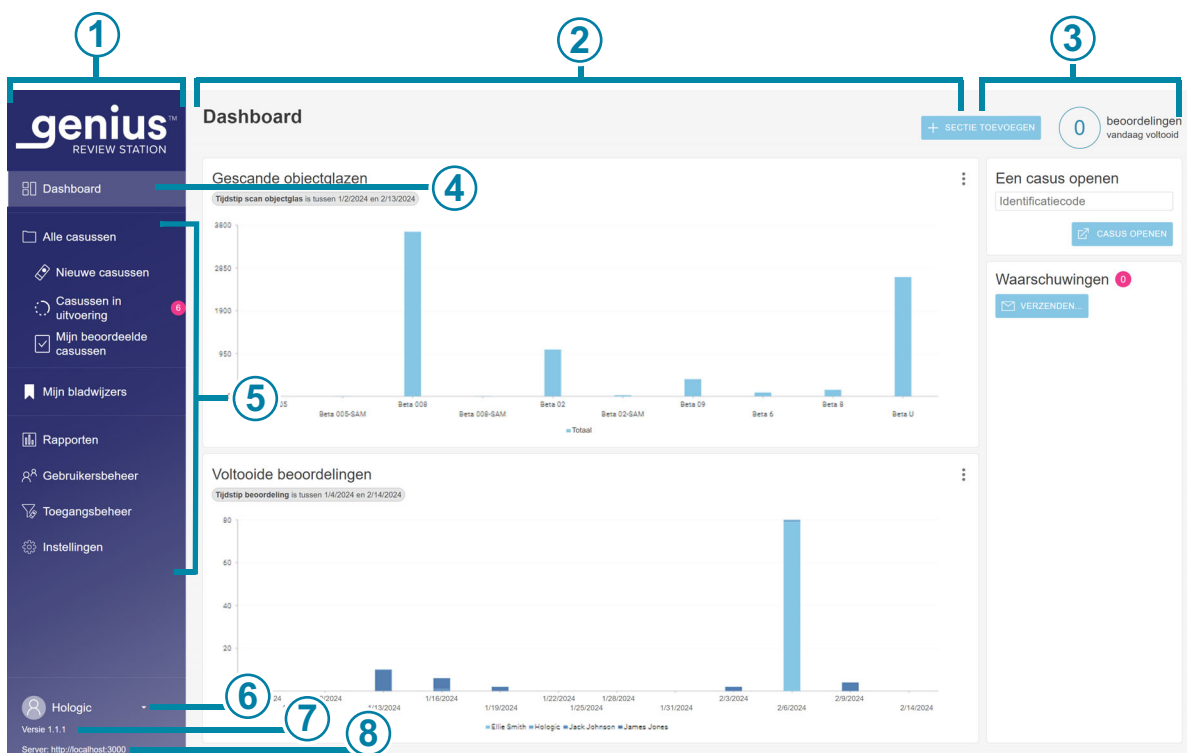 1
2
3
genius™
REVIEW STATION
Dashboard
Alle casussen
Nieuwe casussen
Casussen in
uitvoering
6
Mijn beoordeelde
casussen
Mijn bladwijzers
Rapporten
Gebruikersbeheer
Toegangsbeheer
Instellingen
Hologic
Versie 1.1.1
Server: http://localhost:3000
4
5
6
7
8
Dashboard
+ SECTIE TOEVOEGEN
0
beoordelingen
vandaag voltooid
Gescande objectglazen
Tijdstip scan objectglas is tussen 1/2/2024 en 2/13/2024
3800
2850
1900
950
Beta 005-SAM
Beta 008
Beta 008-SAM
Beta 02
Beta 02-SAM
Beta 09
Beta 6
Beta 8
Beta U
Totaal
Voltooide beoordelingen
Tijdstip beoordeling is tussen 1/4/2024 en 2/14/2024
80
60
40
20
1/13/2024
1/16/2024
1/19/2024
1/22/2024
1/25/2024
1/28/2024
1/31/2024
2/3/2024
2/6/2024
2/9/2024
2/14/2024
Ellie Smith Hologic Jack Johnson James Jones
Een casus openen
Identificatiecode
CASUS OPENEN
Waarschuwingen 0
VERZENDEN...